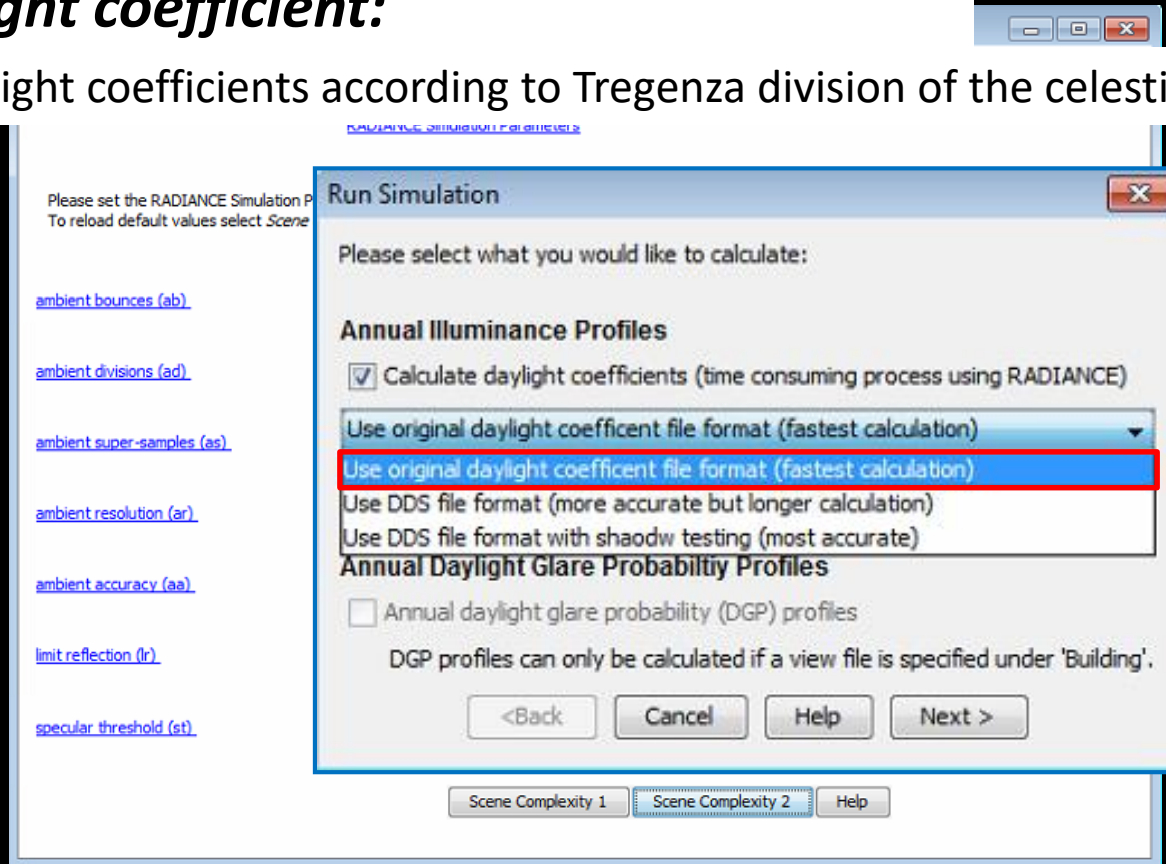 ght coefficient:
ight coefficients according to Tregenza division of the celesti
RADIANCE Simulation Parameters
Please set the RADIANCE Simulation P
To reload default values select Scene
ambient bounces (ab)
ambient divisions (ad)
ambient super-samples (as)
ambient resolution (ar)
ambient accuracy (aa)
limit reflection (lr)
specular threshold (st)
Run Simulation
Please select what you would like to calculate:
Annual Illuminance Profiles
Calculate daylight coefficients (time consuming process using RADIANCE)
Use original daylight coefficent file format (fastest calculation)
Use original daylight coefficent file format (fastest calculation)
Use DDS file format (more accurate but longer calculation)
Use DDS file format with shaodw testing (most accurate)
Annual Daylight Glare Probabiltiy Profiles
Annual daylight glare probability (DGP) profiles
DGP profiles can only be calculated if a view file is specified under 'Building'.
<Back Cancel Help Next >
Scene Complexity 1 Scene Complexity 2 Help